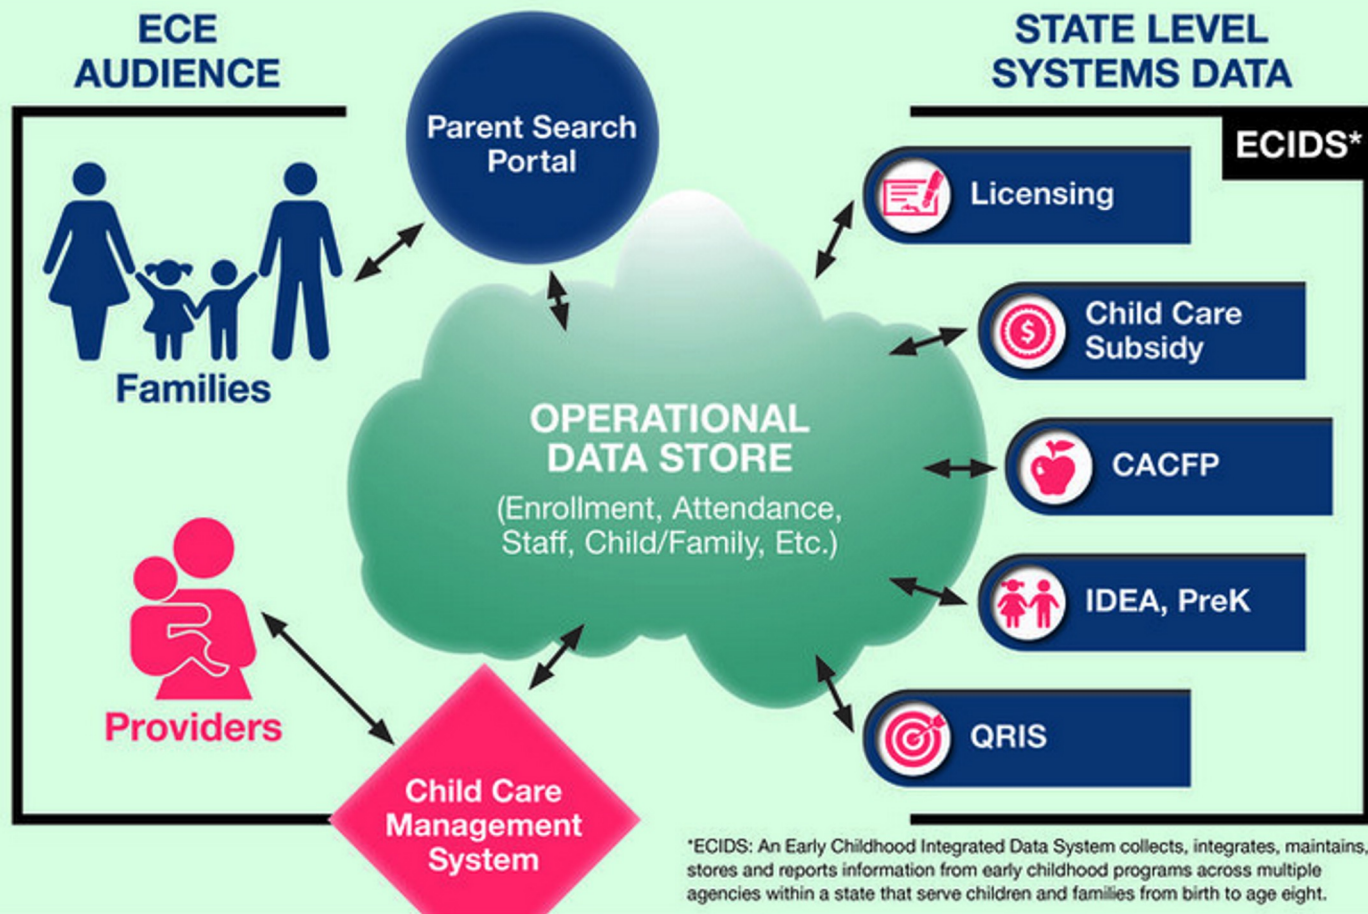 ECE
AUDIENCE
Parent Search
Portal
STATE LEVEL
SYSTEMS DATA
ECIDS*
Licensing
Child Care
Subsidy
Families
OPERATIONAL
DATA STORE
(Enrollment, Attendance,
Staff, Child/Family, Etc.)
CACFP
IDEA, PreK
Providers
QRIS
Child Care
Management
System
*ECIDS: An Early Childhood Integrated Data System collects, integrates, maintains,
stores and reports information from early childhood programs across multiple
agencies within a state that serve children and families from birth to age eight.
$